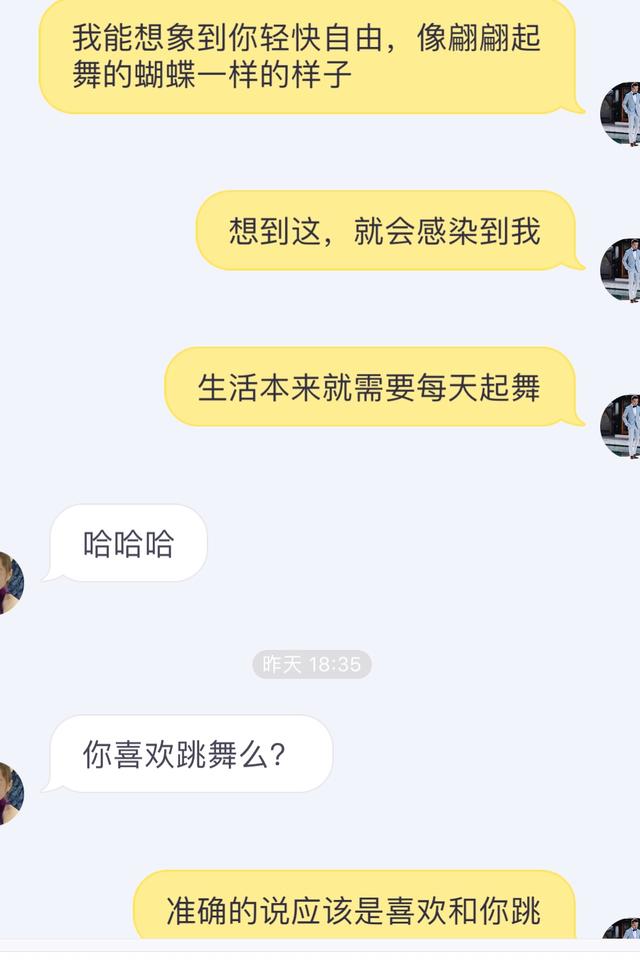 我能想象到你轻快自由，像翩翩起
舞的蝴蝶一样的样子
想到这，就会感染到我
生活本来就需要每天起舞
哈哈哈
昨天 18:35
你喜欢跳舞么？
准确的说应该是喜欢和你跳